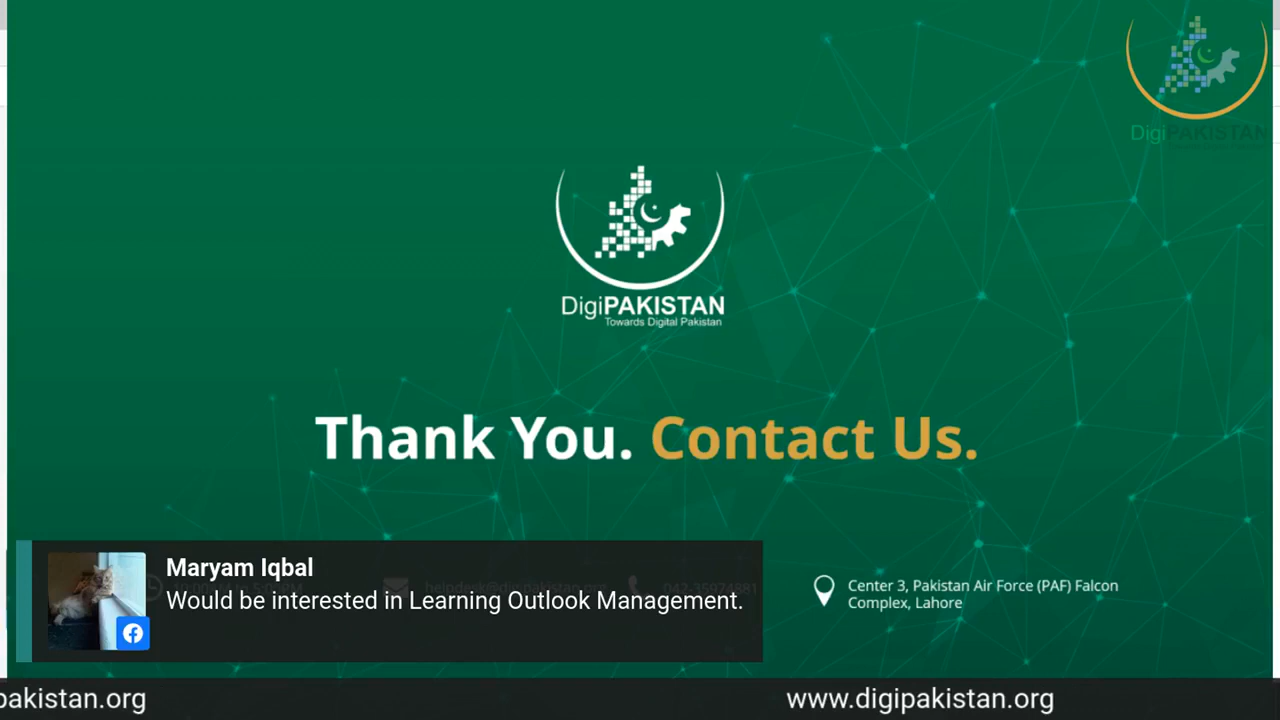 DigiPAKISTAN
DigiPAKISTAN
Towards Digital Pakistan
Thank You. Contact Us.
Maryam Iqbal
Would be interested in Learning Outlook Management.
Center 3, Pakistan Air Force (PAF) Falcon
Complex, Lahore
pakistan.org
www.digipakistan.org